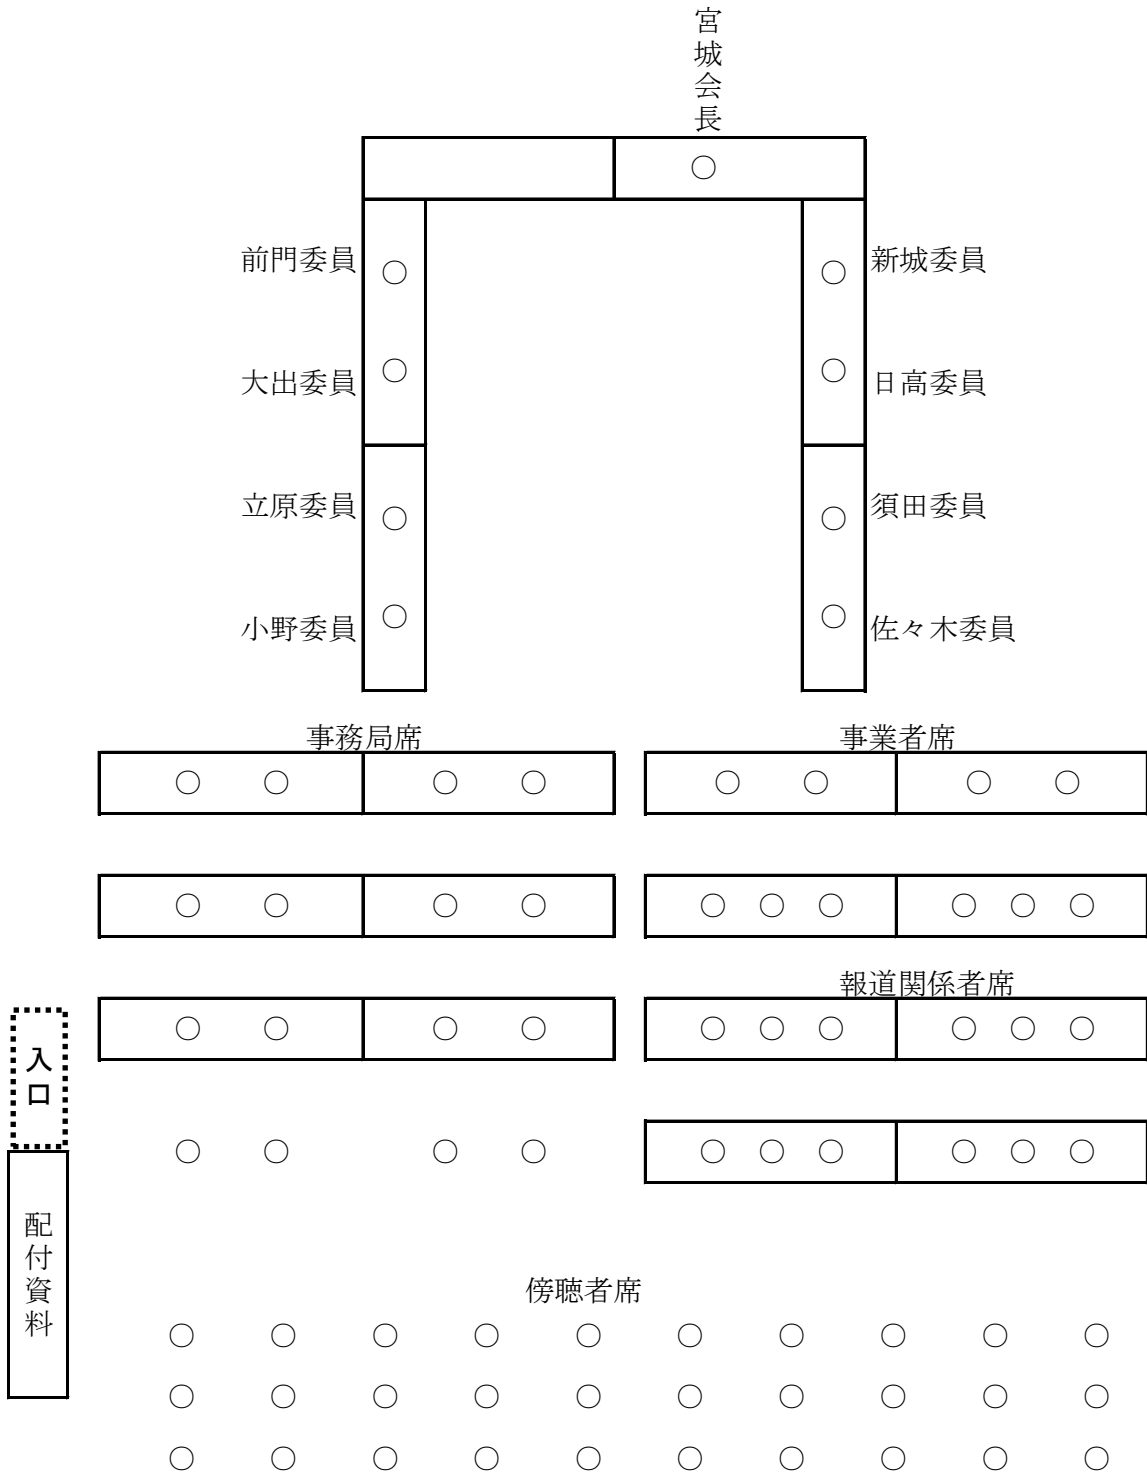 宮城会長
前門委員
新城委員
大出委員
日高委員
立原委員
須田委員
小野委員
佐々木委員
事務局席
事業者席
報道関係者席
入口
配付資料
傍聴者席